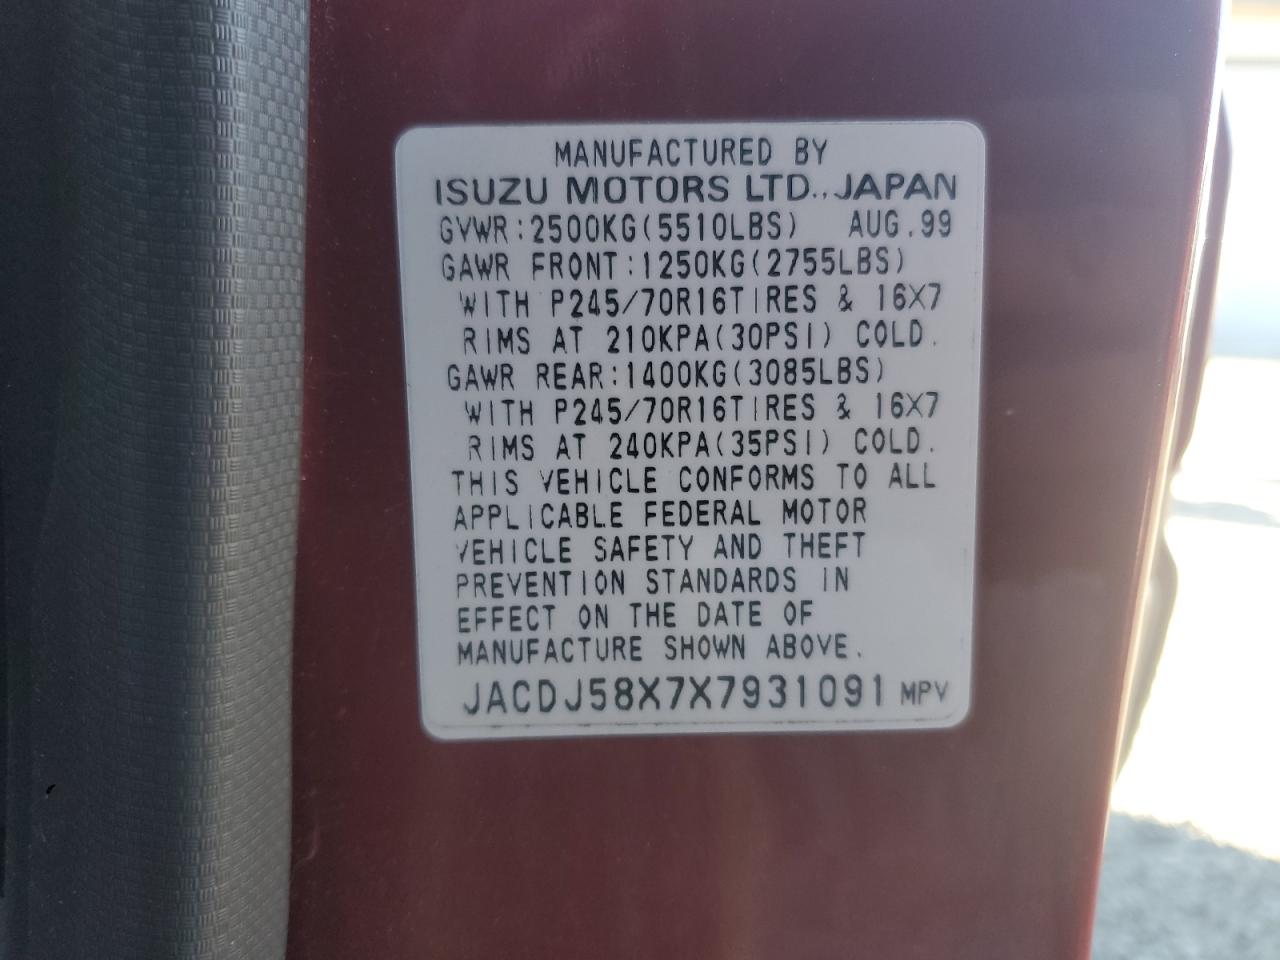 MANUFACTURED BY
ISUZU MOTORS LTD., JAPAN
GVWR:2500KG(5510LBS) AUG.99
GAWR FRONT:1250KG(2755LBS)
WITH P245/70R16TIRES & 16X7
RIMS AT 210KPA(30PSI) COLD.
GAWR REAR:1400KG(3085LBS)
WITH P245/70R16TIRES & 16X7
RIMS AT 240KPA(35PSI) COLD.
THIS VEHICLE CONFORMS TO ALL
APPLICABLE FEDERAL MOTOR
VEHICLE SAFETY AND THEFT
PREVENTION STANDARDS IN
EFFECT ON THE DATE OF
MANUFACTURE SHOWN ABOVE.
JACDJ58X7X7931091 MPV